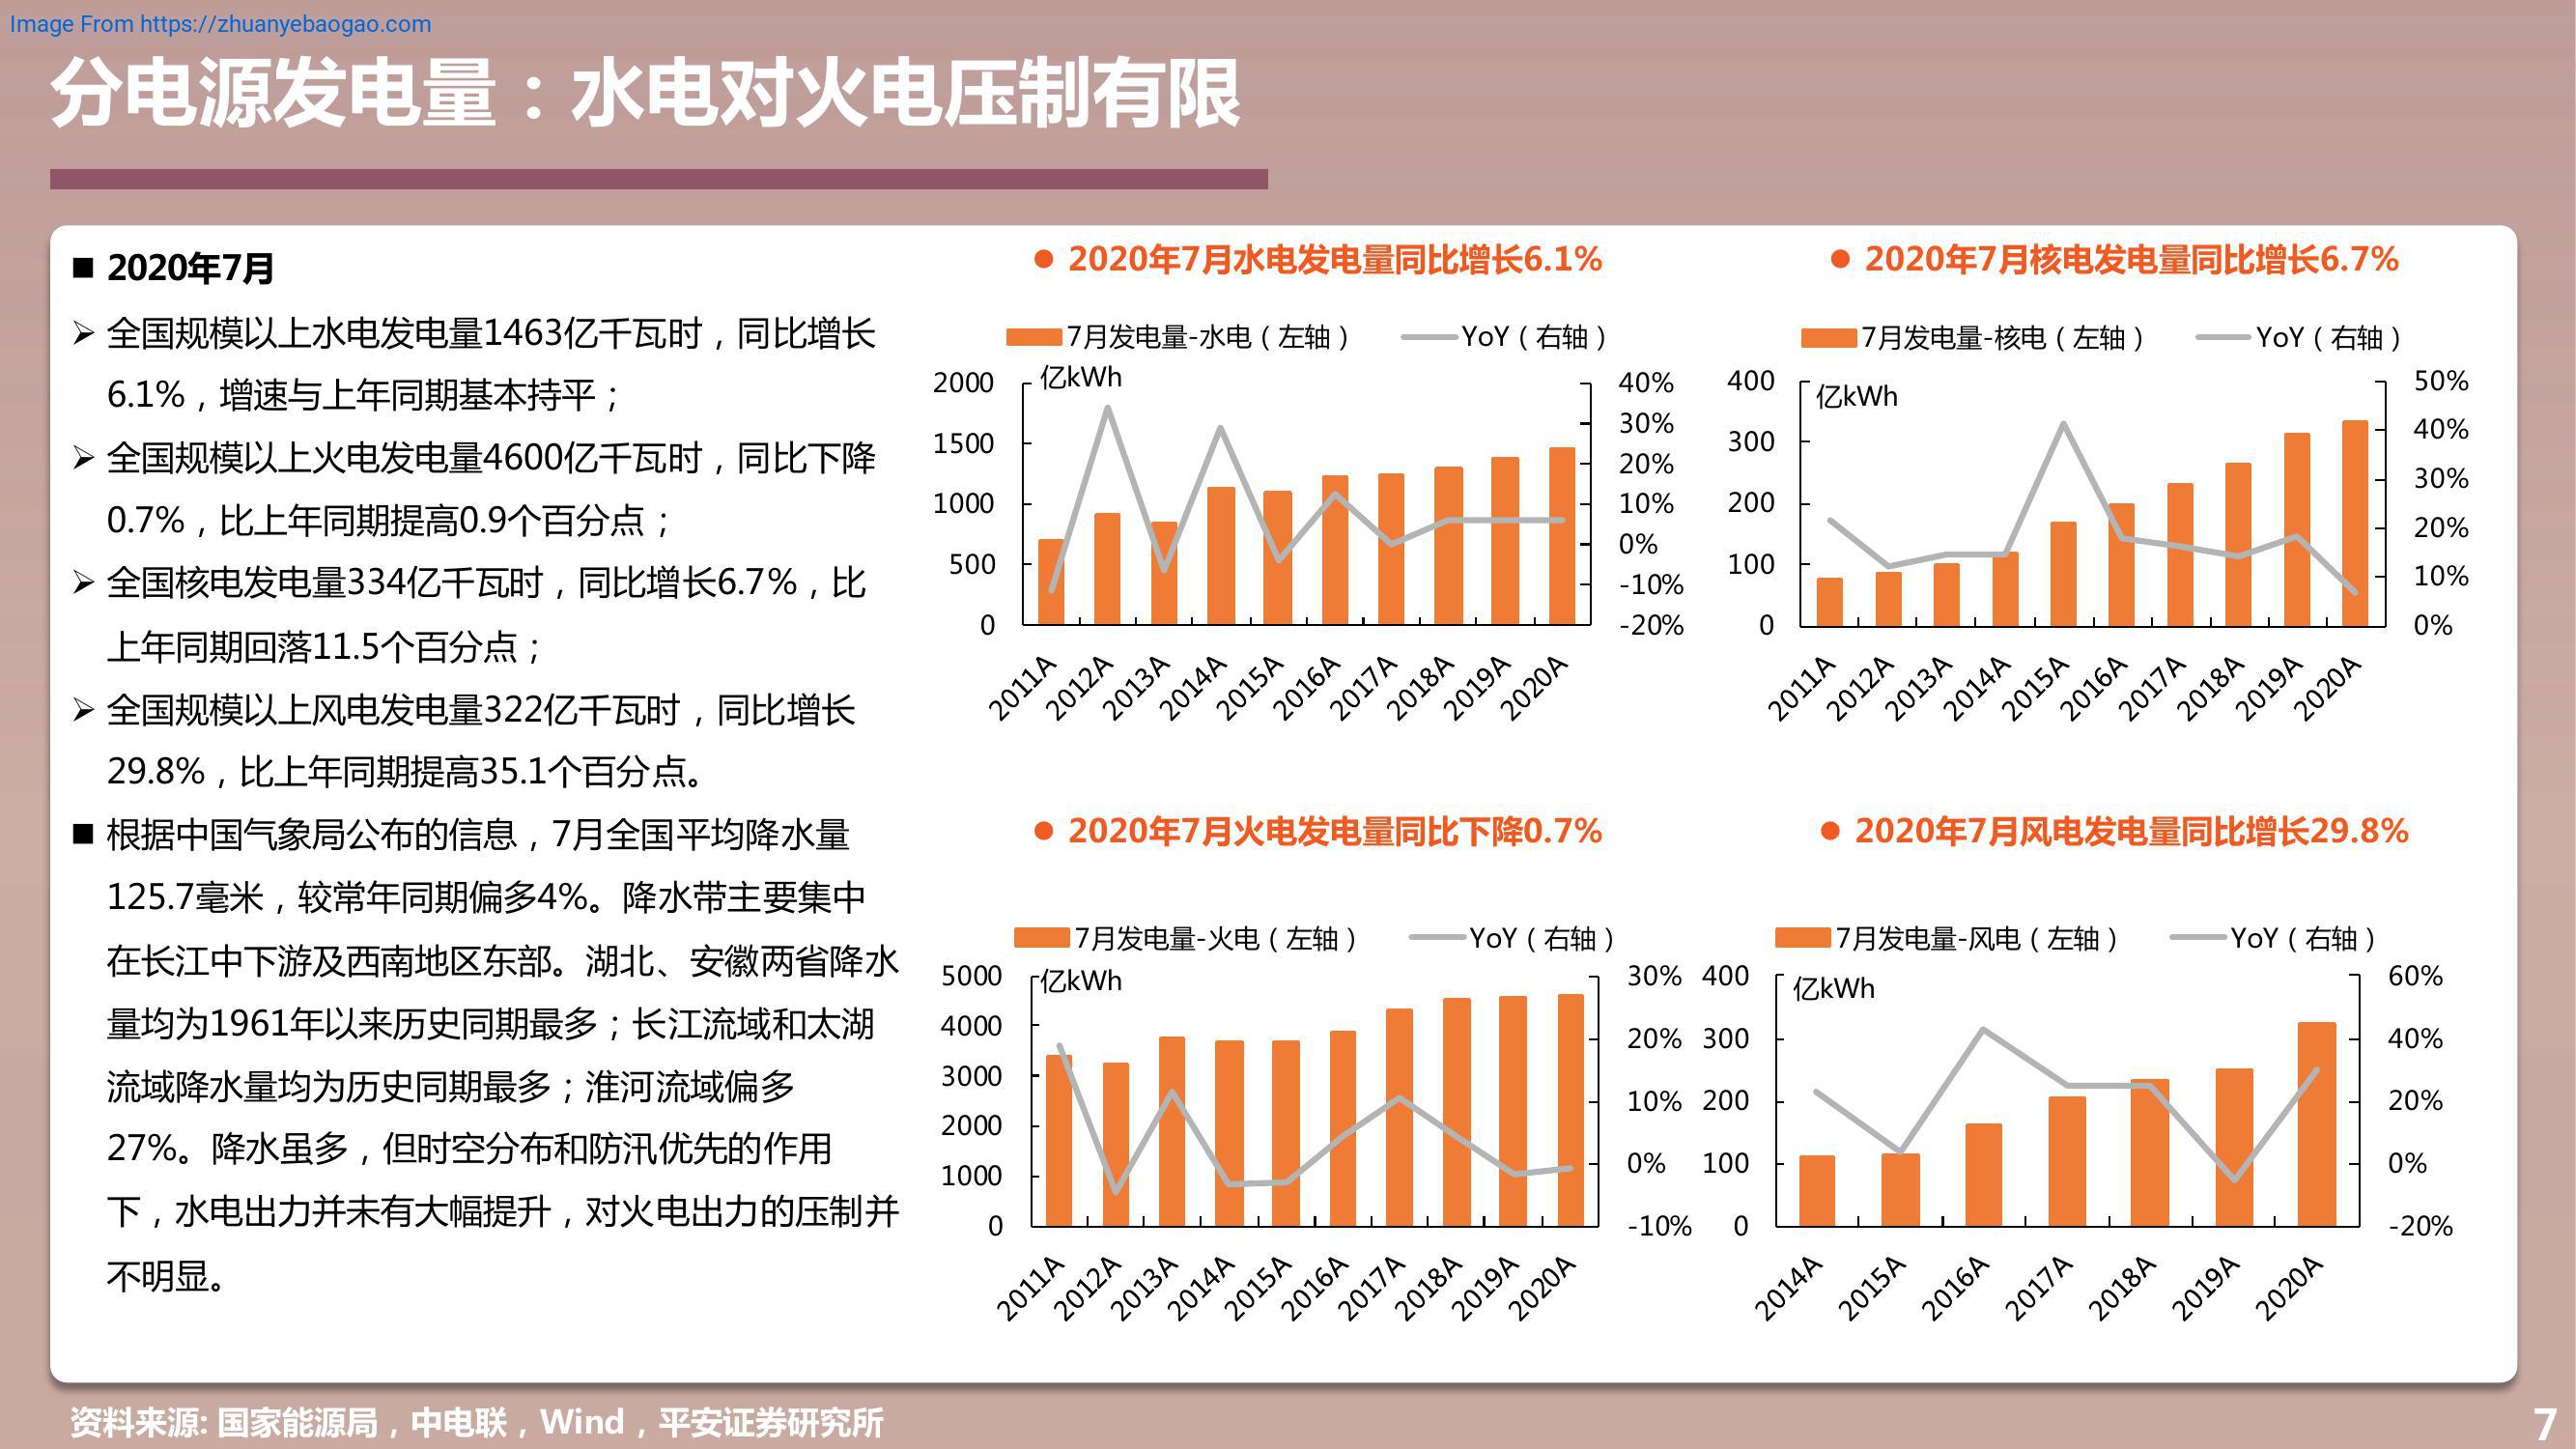 Image From https://zhuanyebaogao.com
分电源发电量：水电对火电压制有限
■ 2020年7月
➢ 全国规模以上水电发电量1463亿千瓦时，同比增长
6.1%，增速与上年同期基本持平；
➢ 全国规模以上火电发电量4600亿千瓦时，同比下降
0.7%，比上年同期提高0.9个百分点；
➢ 全国核电发电量334亿千瓦时，同比增长6.7%，比
上年同期回落11.5个百分点；
➢ 全国规模以上风电发电量322亿千瓦时，同比增长
29.8%，比上年同期提高35.1个百分点。
■ 根据中国气象局公布的信息，7月全国平均降水量
125.7毫米，较常年同期偏多4%。降水带主要集中
在长江中下游及西南地区东部。湖北、安徽两省降水
量均为1961年以来历史同期最多；长江流域和太湖
流域降水量均为历史同期最多；淮河流域偏多
27%。降水虽多，但时空分布和防汛优先的作用
下，水电出力并未有大幅提升，对火电出力的压制并
不明显。
● 2020年7月水电发电量同比增长6.1%
7月发电量-水电（左轴） YoY（右轴）
亿kWh
2000
1500
1000
500
0
40%
30%
20%
10%
0%
-10%
-20%
2011A 2012A 2013A 2014A 2015A 2016A 2017A 2018A 2019A 2020A
● 2020年7月核电发电量同比增长6.7%
7月发电量-核电（左轴） YoY（右轴）
亿kWh
400
300
200
100
0
50%
40%
30%
20%
10%
0%
2011A 2012A 2013A 2014A 2015A 2016A 2017A 2018A 2019A 2020A
● 2020年7月火电发电量同比下降0.7%
7月发电量-火电（左轴） YoY（右轴）
亿kWh
5000
4000
3000
2000
1000
0
30%
20%
10%
0%
-10%
2011A 2012A 2013A 2014A 2015A 2016A 2017A 2018A 2019A 2020A
● 2020年7月风电发电量同比增长29.8%
7月发电量-风电（左轴） YoY（右轴）
亿kWh
400
300
200
100
0
60%
40%
20%
0%
-20%
2014A 2015A 2016A 2017A 2018A 2019A 2020A
资料来源: 国家能源局，中电联，Wind，平安证券研究所
7